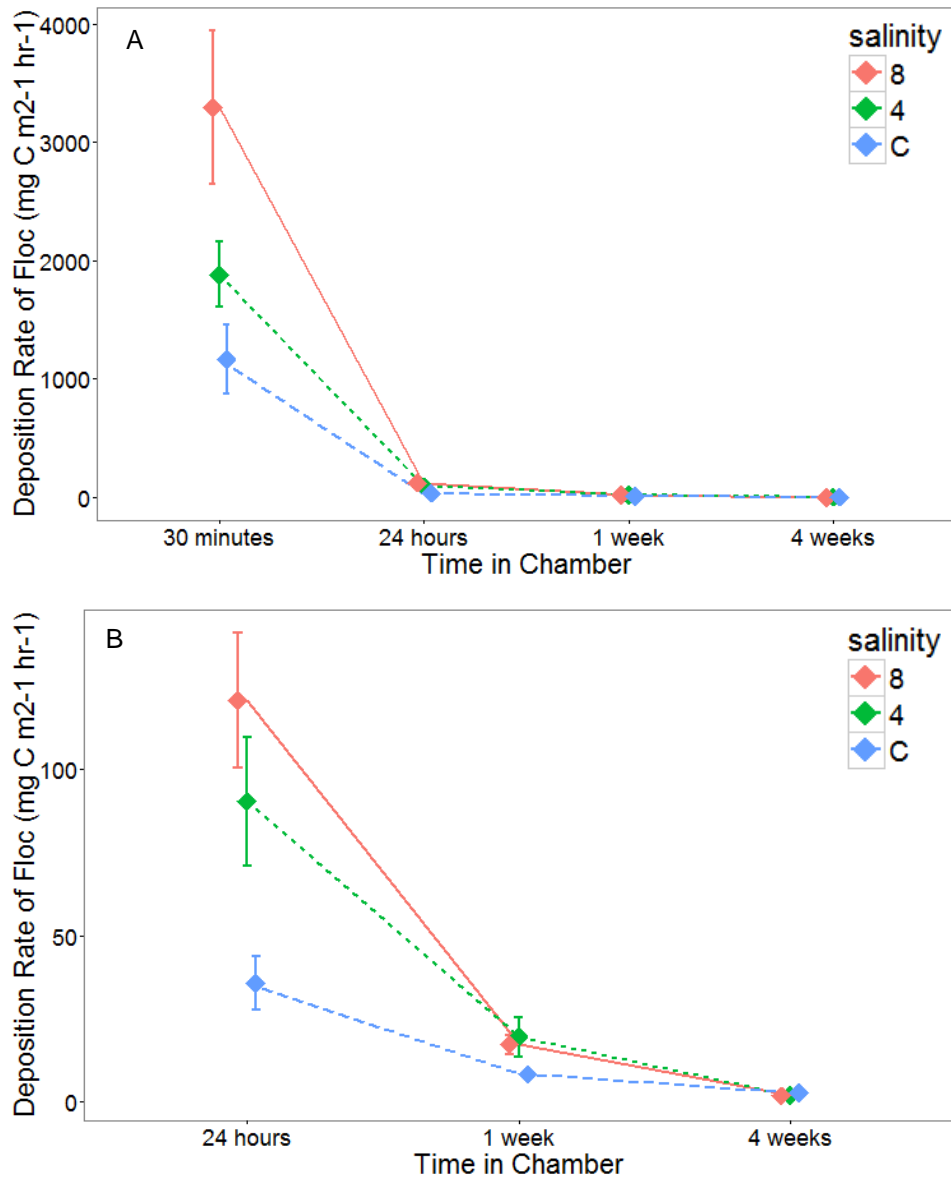 A
salinity
8
4
C
4000
3000
2000
1000
0
Deposition Rate of Floc (mg C m2-1 hr-1)
30 minutes 24 hours 1 week 4 weeks
Time in Chamber
B
salinity
8
4
C
100
50
0
Deposition Rate of Floc (mg C m2-1 hr-1)
24 hours 1 week 4 weeks
Time in Chamber